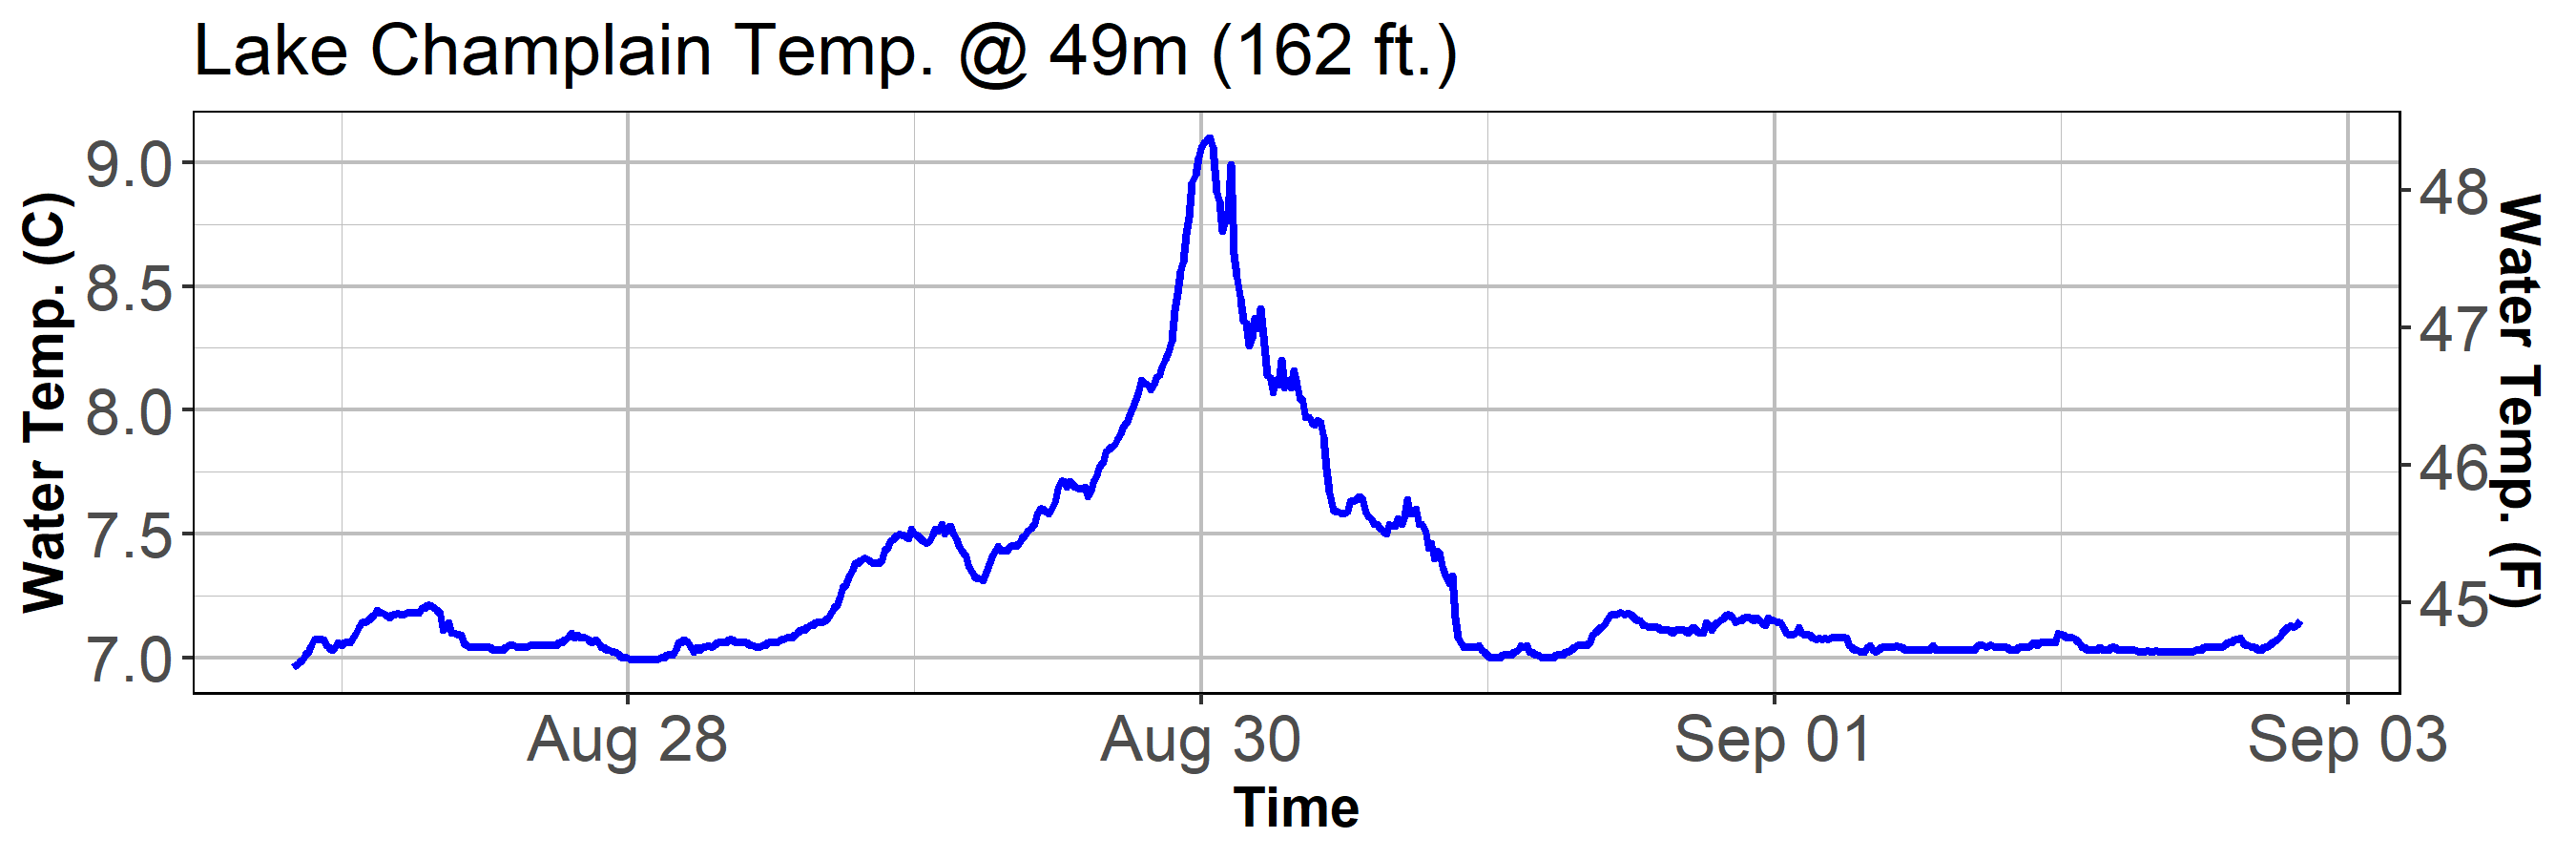 Lake Champlain Temp. @ 49m (162 ft.)
Water Temp. (C)
9.0
8.5
8.0
7.5
7.0
48
47
46
45
Water Temp. (F)
Aug 28 Aug 30 Sep 01 Sep 03
Time